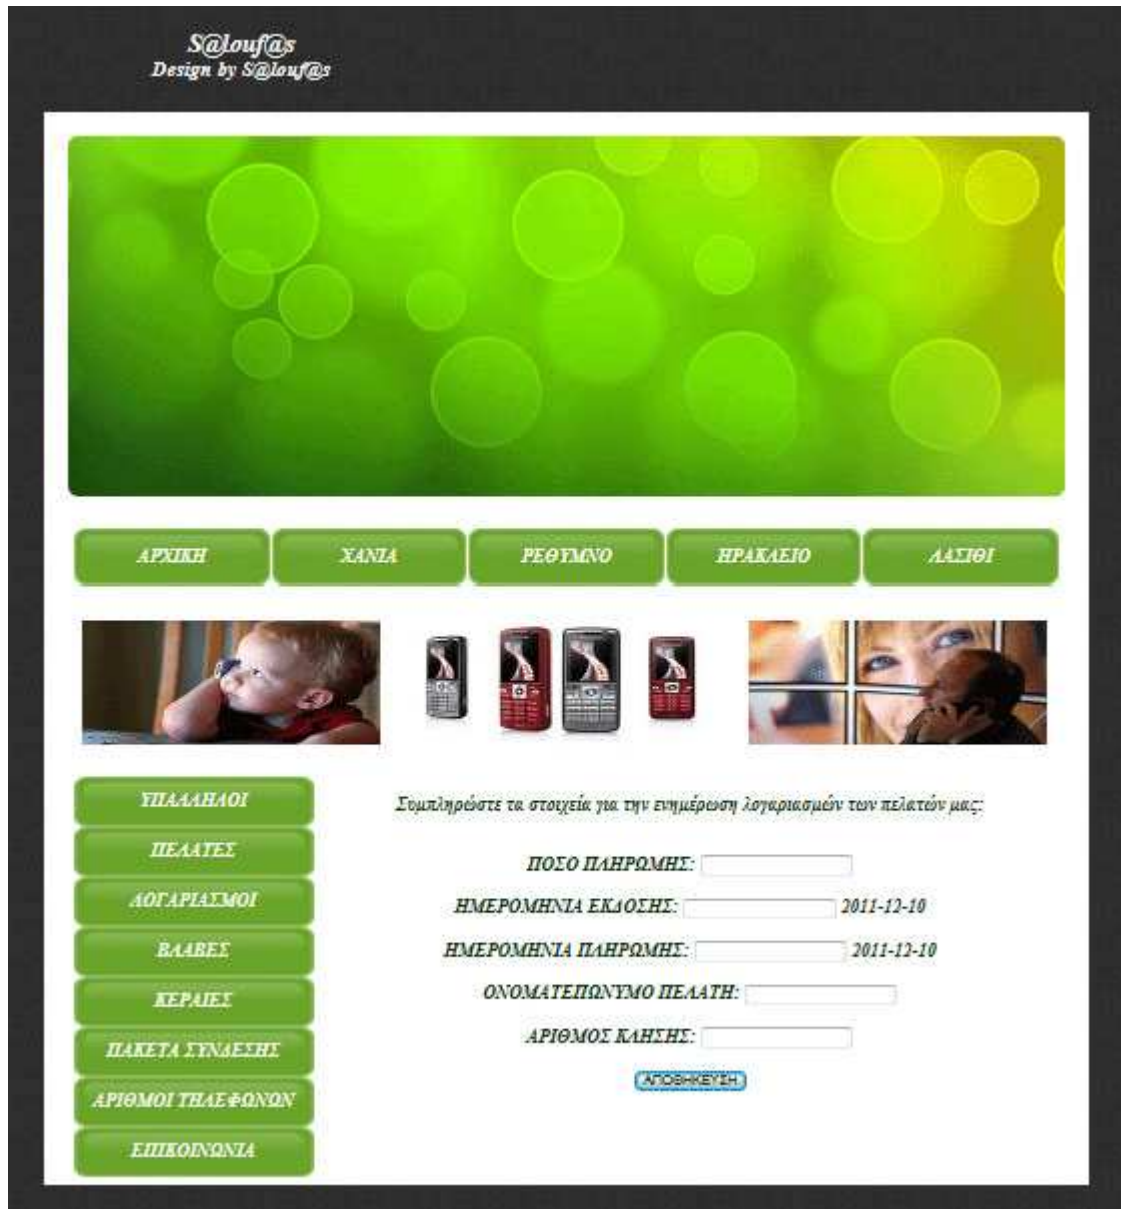 S@louf@s
Design by S@louf@s
ΑΡΧΙΚΗ ΧΑΝΙΑ ΡΕΘΥΜΝΟ ΗΡΑΚΛΕΙΟ ΛΑΣΙΘΙ
ΥΠΑΛΛΗΛΟΙ
ΠΕΛΑΤΕΣ
ΛΟΓΑΡΙΑΣΜΟΙ
ΒΛΑΒΕΣ
ΚΕΡΑΙΕΣ
ΠΑΚΕΤΑ ΣΥΝΔΕΣΗΣ
ΑΡΙΘΜΟΙ ΤΗΛΕΦΩΝΩΝ
ΕΠΙΚΟΙΝΩΝΙΑ
Συμπληρώστε τα στοιχεία για την ενημέρωση λογαριασμών των πελατών μας:
ΠΟΣΟ ΠΛΗΡΩΜΗΣ:
ΗΜΕΡΟΜΗΝΙΑ ΕΚΔΟΣΗΣ: 2011-12-10
ΗΜΕΡΟΜΗΝΙΑ ΠΛΗΡΩΜΗΣ: 2011-12-10
ΟΝΟΜΑΤΕΠΩΝΥΜΟ ΠΕΛΑΤΗ:
ΑΡΙΘΜΟΣ ΚΛΗΣΗΣ:
ΑΠΟΘΗΚΕΥΣΗ